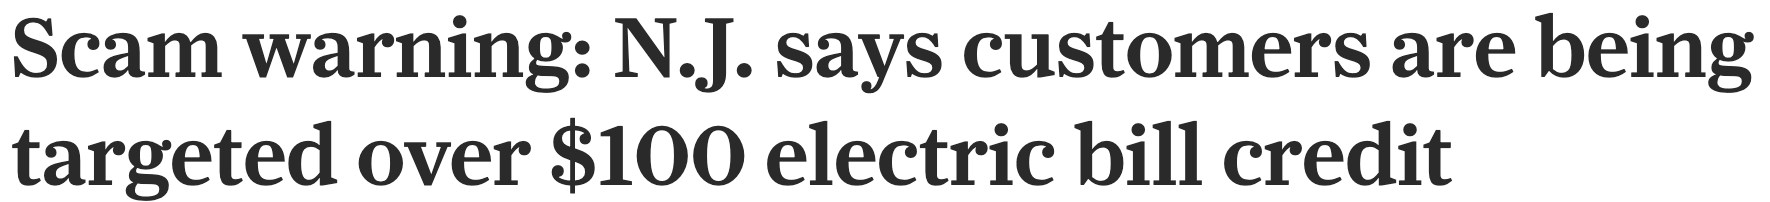 Scam warning: N.J. says customers are being
targeted over $100 electric bill credit